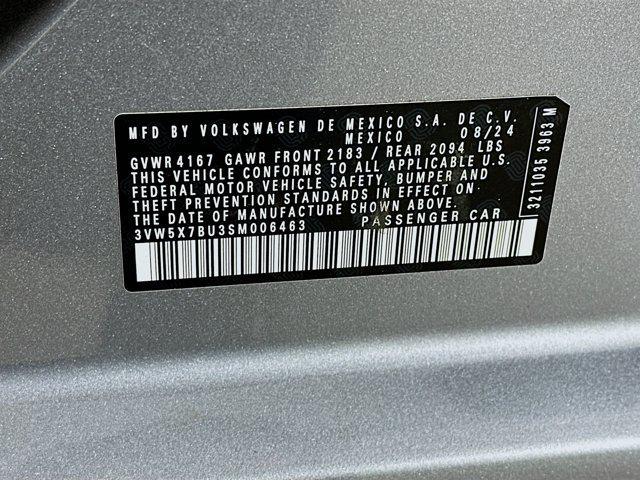 MFD BY VOLKSWAGEN DE MEXICO S.A. DE C.V.
MEXICO 08/24
GVWR 4167 GAWR FRONT 2183 / REAR 2094 LBS
THIS VEHICLE CONFORMS TO ALL APPLICABLE U.S.
FEDERAL MOTOR VEHICLE SAFETY, BUMPER AND
THEFT PREVENTION STANDARDS IN EFFECT ON
THE DATE OF MANUFACTURE SHOWN ABOVE.
3VW5X7BU3SM006463 PASSENGER CAR
3211035 3963 M